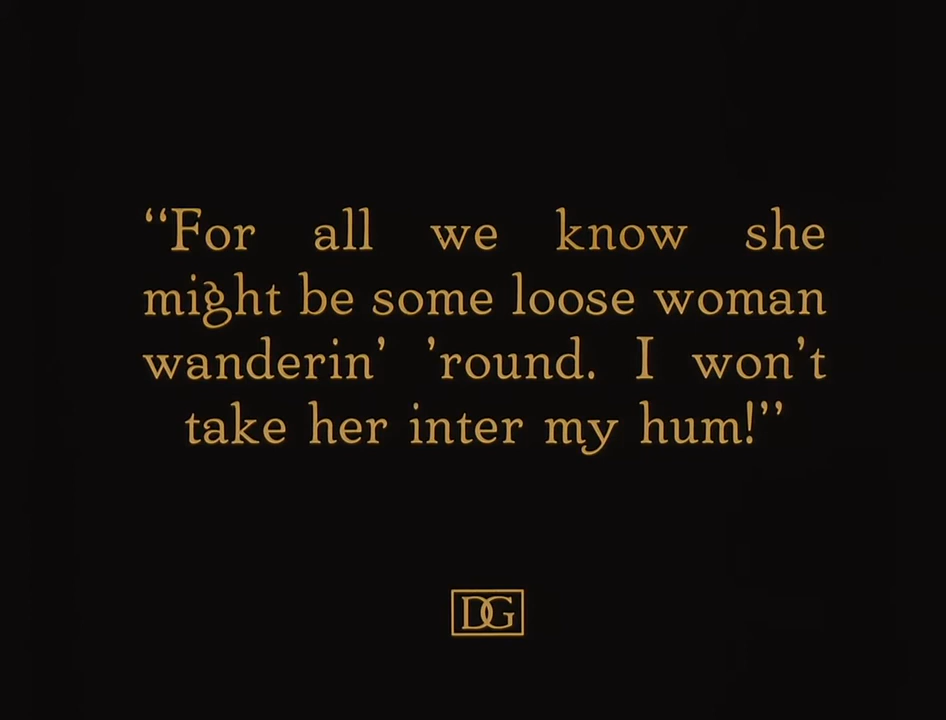 “For all we know she
might be some loose woman
wanderin’ ’round. I won’t
take her inter my hum!”
DG